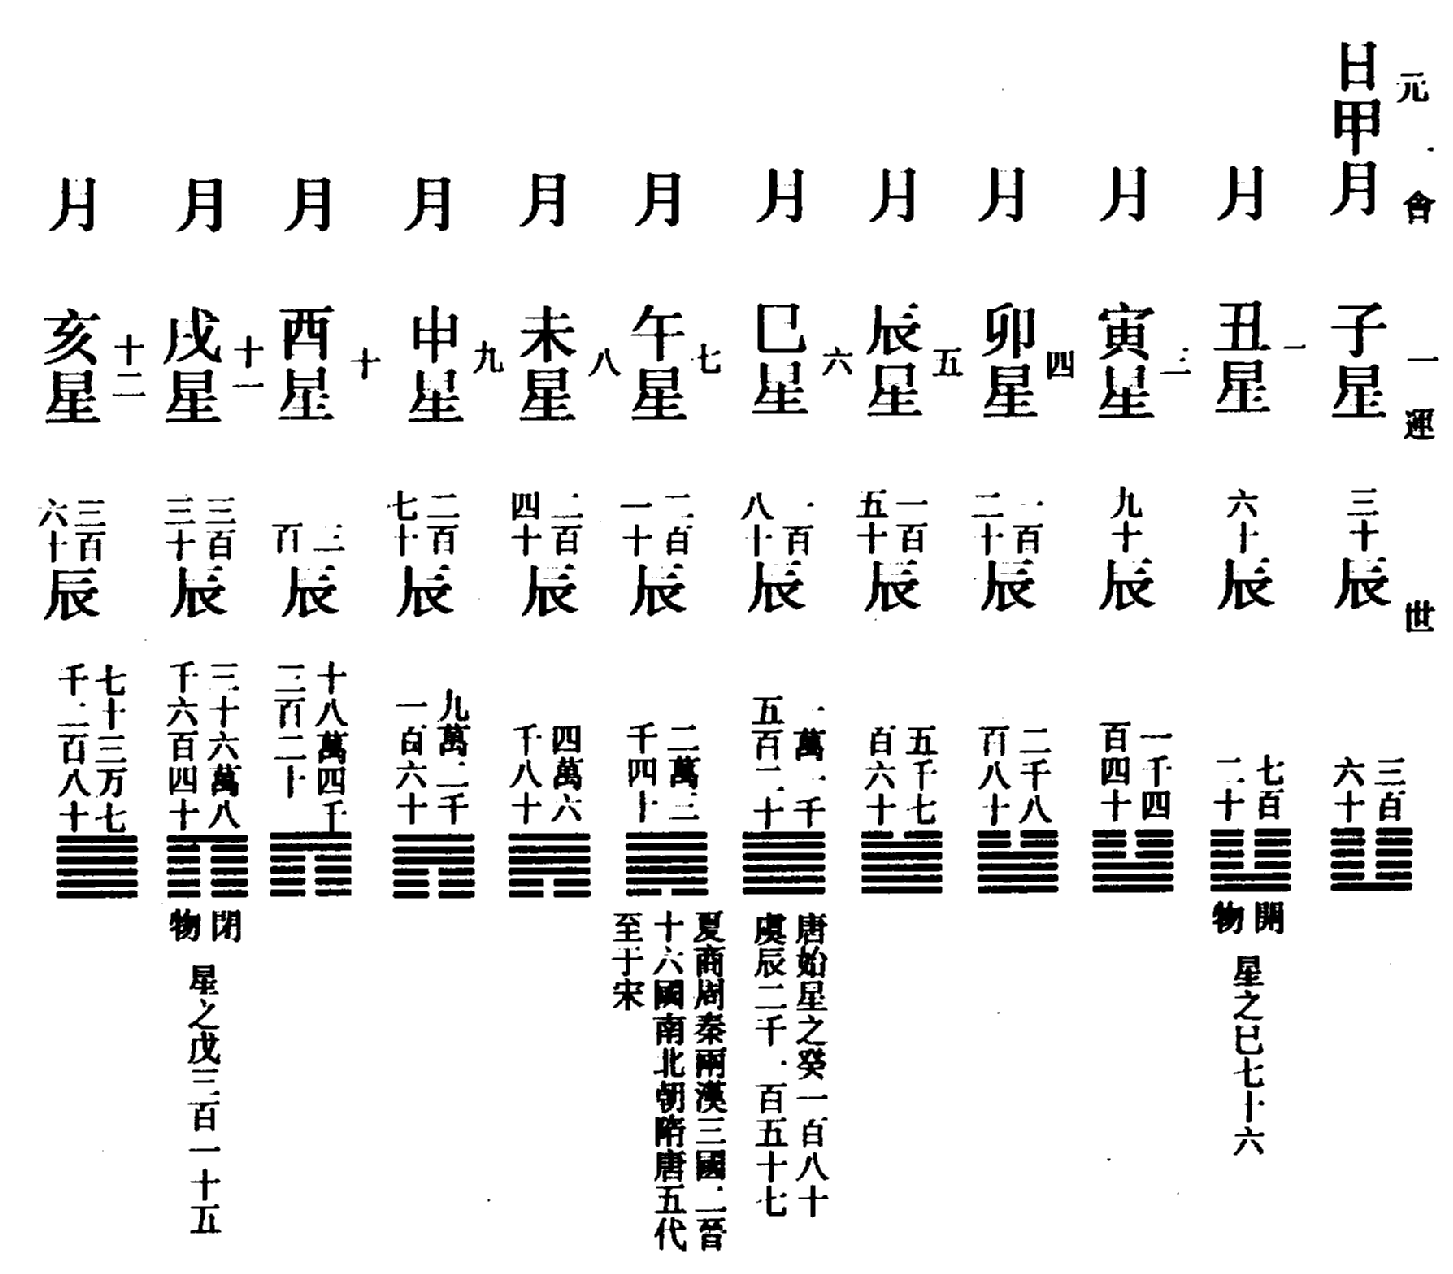 元會一運世
日甲月子星三十辰三百六十
二
月丑星六十辰七百二十開物星之巳七十六
三
月寅星九十辰一千四百四十
四
月卯星一百二十辰二千八百八十
五
月辰星一百五十辰五千七百六十
六
月巳星一百八十辰一萬一千五百二十
唐始星之癸一百八十
虞辰二千一百五十七
七
月午星二百一十辰二萬三千四十
夏商周秦兩漢三國二晉
十六國南北朝隋唐五代
至于宋
八
月未星二百四十辰四萬六千八十
九
月申星二百七十辰九萬二千一百六十
十
月酉星三百辰十八萬四千三百二十
十一
月戌星三百三十辰三十六萬八千六百四十閉物星之戊三百一十五
十二
月亥星三百六十辰七十三万七千二百八十